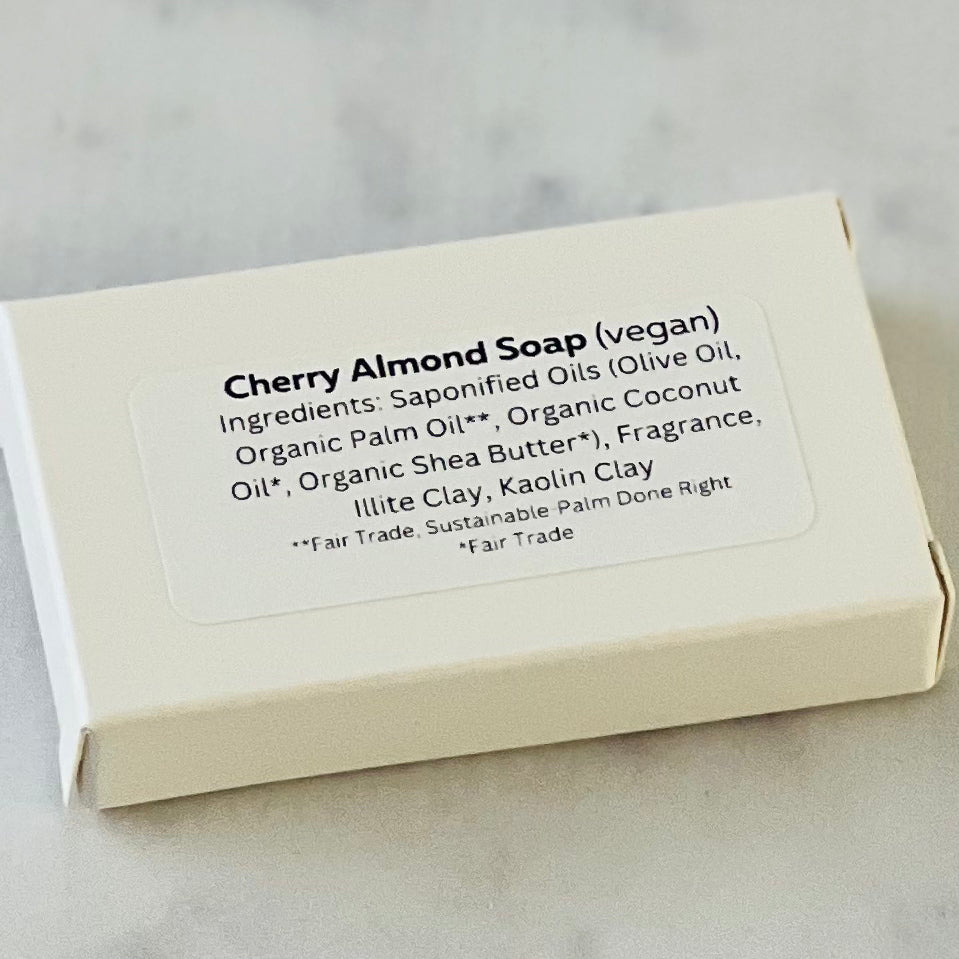 Cherry Almond Soap (vegan)
Ingredients: Saponified Oils (Olive Oil,
Organic Palm Oil**, Organic Coconut
Oil*, Organic Shea Butter*), Fragrance,
Illite Clay, Kaolin Clay
**Fair Trade, Sustainable-Palm Done Right
*Fair Trade